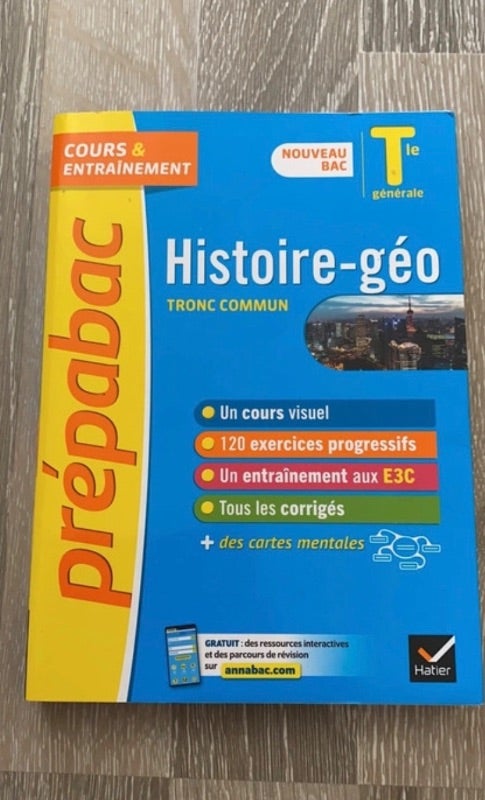 COURS &
ENTRAÎNEMENT
NOUVEAU
BAC
Tle
générale
prépabac
Histoire-géo
TRONC COMMUN
Un cours visuel
120 exercices progressifs
Un entraînement aux E3C
Tous les corrigés
+ des cartes mentales
GRATUIT : des ressources interactives
et des parcours de révision
sur annabac.com
Hatier